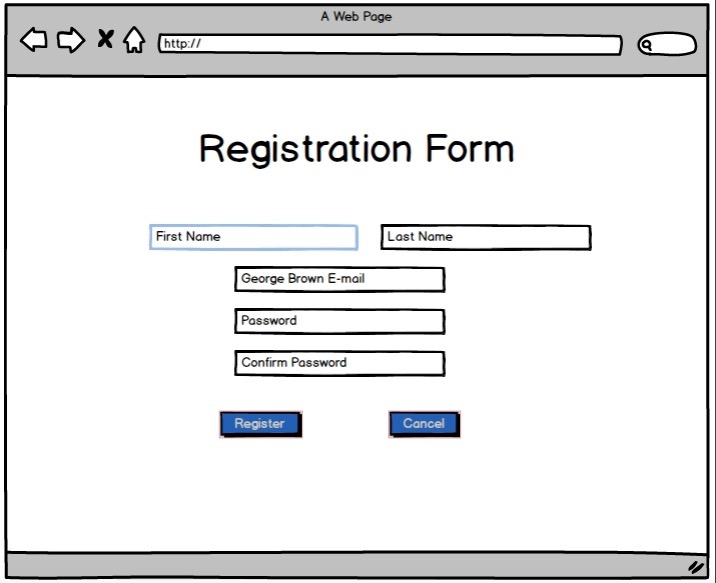 A Web Page
http://
Registration Form
First Name
Last Name
George Brown E-mail
Password
Confirm Password
Register
Cancel